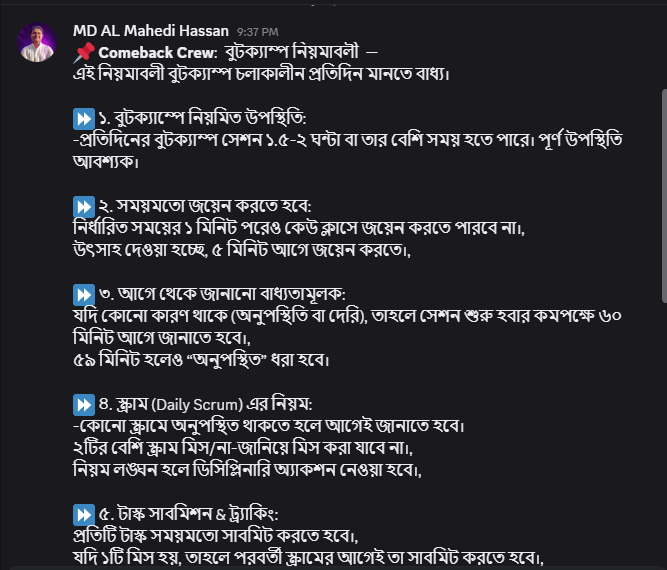 MD AL Mahedi Hassan 9:37 PM
📌 Comeback Crew: বুটক্যাম্প নিয়মাবলী —
এই নিয়মাবলী বুটক্যাম্প চলাকালীন প্রতিদিন মানতে বাধ্য।
⏩ ১. বুটক্যাম্পে নিয়মিত উপস্থিতি:
-প্রতিদিনের বুটক্যাম্প সেশন ১.৫-২ ঘন্টা বা তার বেশি সময় হতে পারে। পূর্ণ উপস্থিতি
আবশ্যক।
⏩ ২. সময়মতো জয়েন করতে হবে:
নির্ধারিত সময়ের ১ মিনিট পরেও কেউ ক্লাসে জয়েন করতে পারবে না।,
উৎসাহ দেওয়া হচ্ছে, ৫ মিনিট আগে জয়েন করতে।,
⏩ ৩. আগে থেকে জানানো বাধ্যতামূলক:
যদি কোনো কারণ থাকে (অনুপস্থিতি বা দেরি), তাহলে সেশন শুরু হবার কমপক্ষে ৬০
মিনিট আগে জানাতে হবে।,
৫৯ মিনিট হলেও “অনুপস্থিত” ধরা হবে।
⏩ ৪. স্ক্রাম (Daily Scrum) এর নিয়ম:
-কোনো স্ক্রামে অনুপস্থিত থাকতে হলে আগেই জানাতে হবে।
২টির বেশি স্ক্রাম মিস/না-জানিয়ে মিস করা যাবে না।,
নিয়ম লঙ্ঘন হলে ডিসিপ্লিনারি অ্যাকশন নেওয়া হবে।,
⏩ ৫. টাস্ক সাবমিশন & ট্র্যাকিং:
প্রতিটি টাস্ক সময়মতো সাবমিট করতে হবে।,
যদি ১টি মিস হয়, তাহলে পরবর্তী স্ক্রামের আগেই তা সাবমিট করতে হবে।,